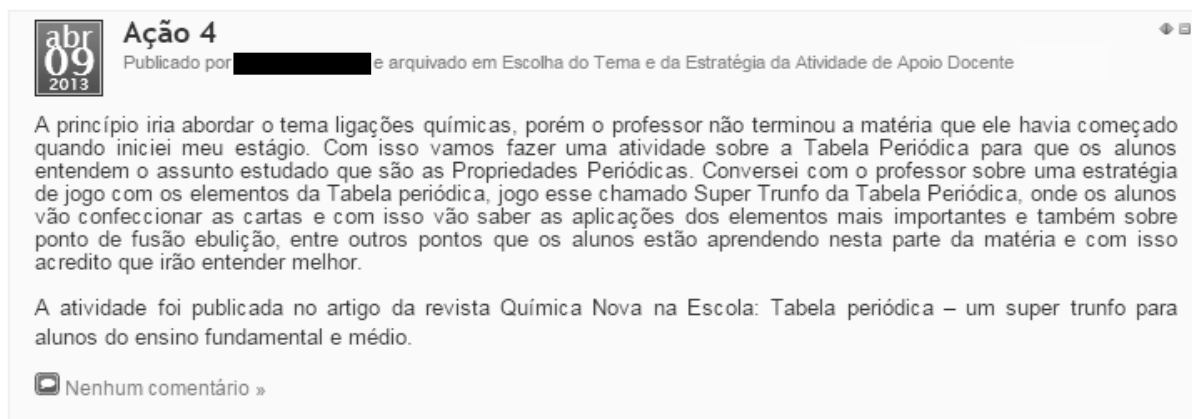 abr
09
2013
Ação 4
Publicado por e arquivado em Escolha do Tema e da Estratégia da Atividade de Apoio Docente
A princípio iria abordar o tema ligações químicas, porém o professor não terminou a matéria que ele havia começado
quando iniciei meu estágio. Com isso vamos fazer uma atividade sobre a Tabela Periódica para que os alunos
entendem o assunto estudado que são as Propriedades Periódicas. Conversei com o professor sobre uma estratégia
de jogo com os elementos da Tabela periódica, jogo esse chamado Super Trunfo da Tabela Periódica, onde os alunos
vão confeccionar as cartas e com isso vão saber as aplicações dos elementos mais importantes e também sobre
ponto de fusão ebulição, entre outros pontos que os alunos estão aprendendo nesta parte da matéria e com isso
acredito que irão entender melhor.
A atividade foi publicada no artigo da revista Química Nova na Escola: Tabela periódica – um super trunfo para
alunos do ensino fundamental e médio.
Nenhum comentário »